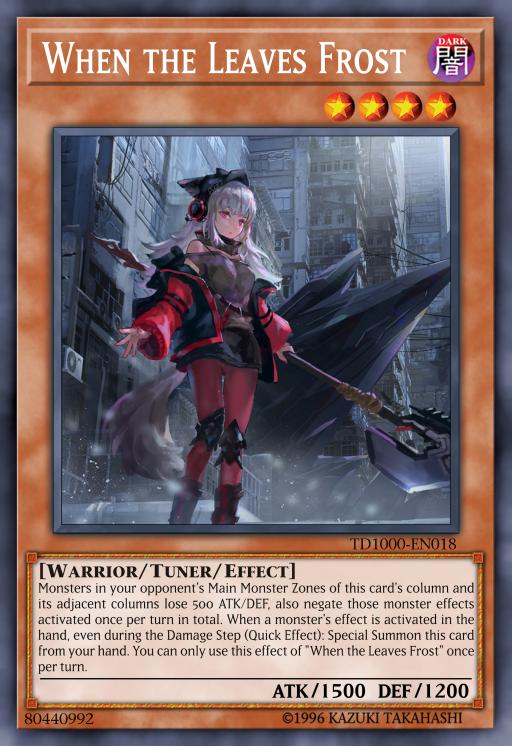 When the Leaves Frost
DARK
闇
TD1000-EN018
[Warrior/Tuner/Effect]
Monsters in your opponent's Main Monster Zones of this card's column and
its adjacent columns lose 500 ATK/DEF, also negate those monster effects
activated once per turn in total. When a monster's effect is activated in the
hand, even during the Damage Step (Quick Effect): Special Summon this card
from your hand. You can only use this effect of "When the Leaves Frost" once
per turn.
ATK/1500 DEF/1200
80440992
©1996 KAZUKI TAKAHASHI